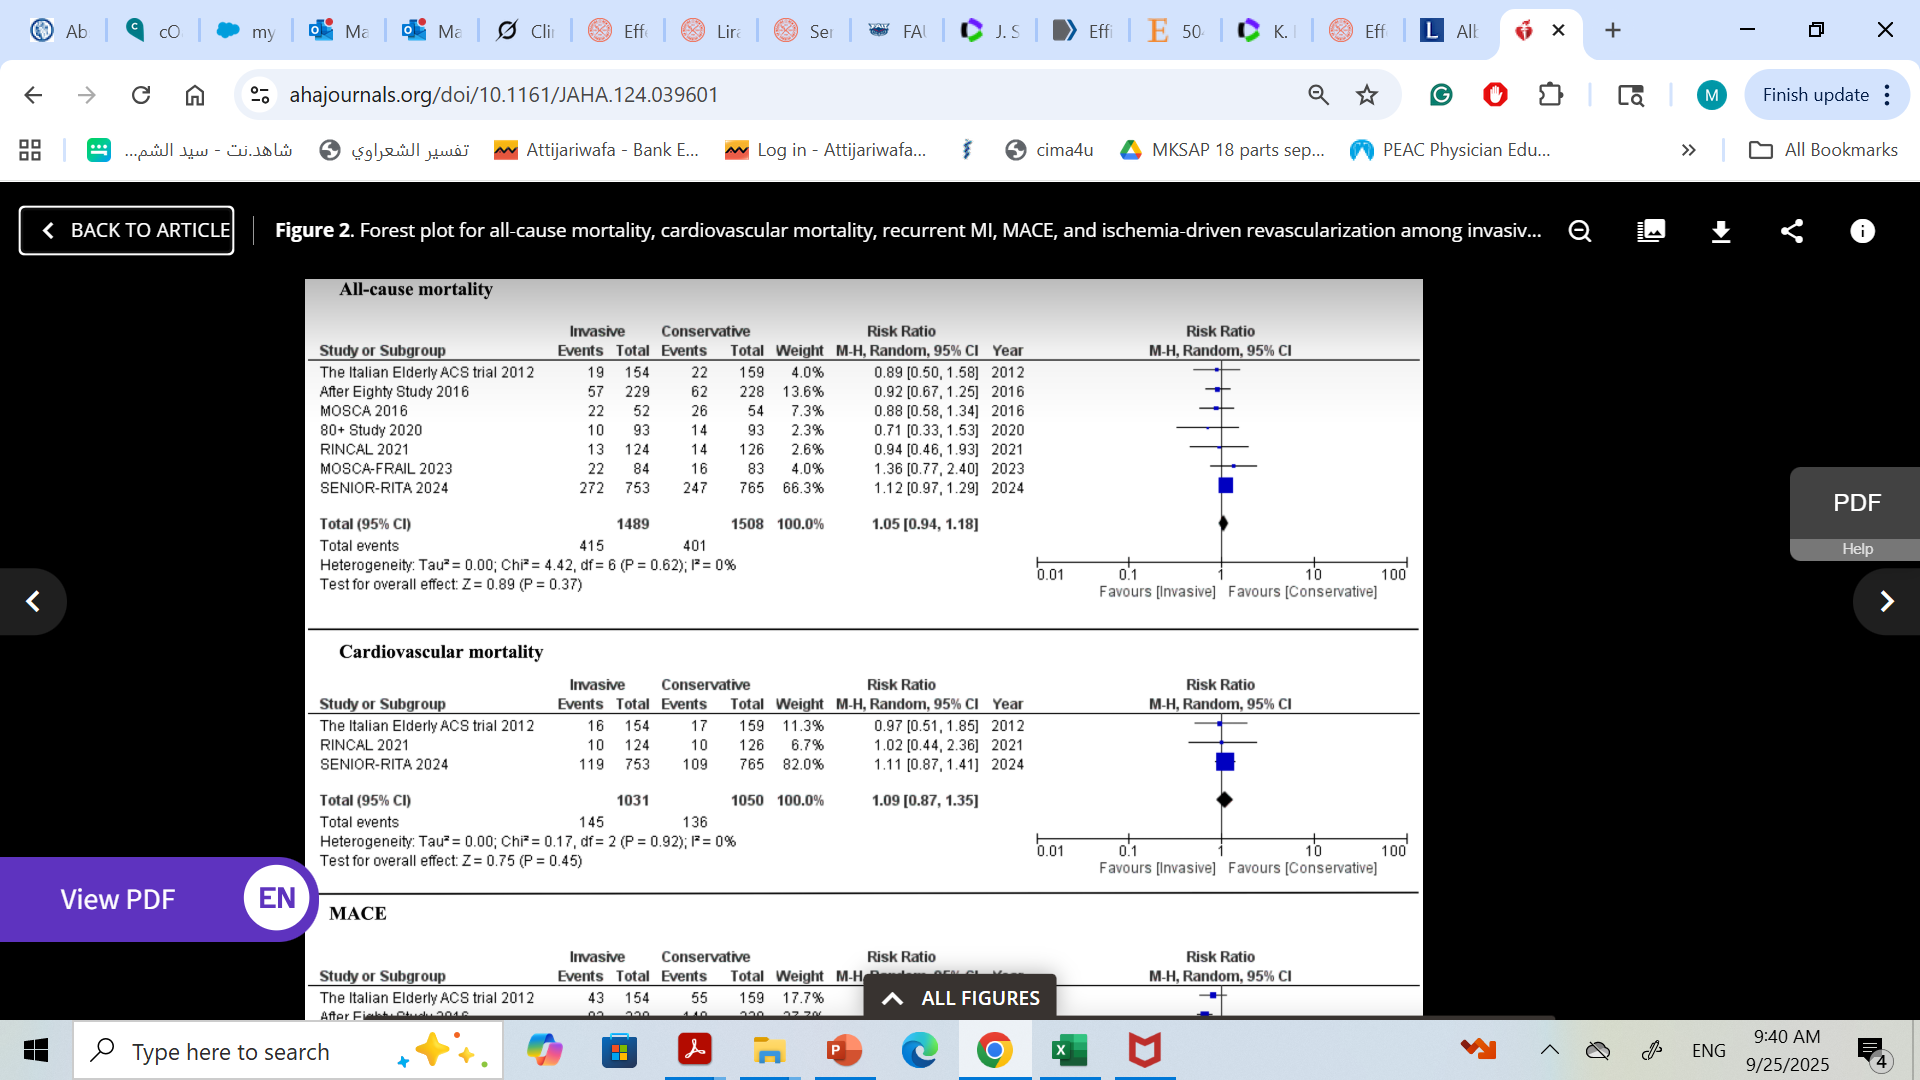 Ab cO my Ma Ma Clin Effe Lira Ser FAU J. S Effi 50 K. Effe Alb
ahajournals.org/doi/10.1161/JAHA.124.039601 M Finish update
شاهد.نت - سيد الشم... تفسير الشعراوي Attijariwafa - Bank E... Log in - Attijariwafa... cima4u MKSAP 18 parts sep... PEAC Physician Edu... » All Bookmarks
BACK TO ARTICLE Figure 2. Forest plot for all-cause mortality, cardiovascular mortality, recurrent MI, MACE, and ischemia-driven revascularization among invasiv...
All-cause mortality
Invasive Conservative Risk Ratio Risk Ratio
Study or Subgroup Events Total Events Total Weight M-H, Random, 95% CI Year M-H, Random, 95% CI
The Italian Elderly ACS trial 2012 19 154 22 159 4.0% 0.89 [0.50, 1.58] 2012
After Eighty Study 2016 57 229 62 228 13.6% 0.92 [0.67, 1.25] 2016
MOSCA 2016 22 52 26 54 7.3% 0.88 [0.58, 1.34] 2016
80+ Study 2020 10 93 14 93 2.3% 0.71 [0.33, 1.53] 2020
RINCAL 2021 13 124 14 126 2.6% 0.94 [0.46, 1.93] 2021
MOSCA-FRAIL 2023 22 84 16 83 4.0% 1.36 [0.77, 2.40] 2023
SENIOR-RITA 2024 272 753 247 765 66.3% 1.12 [0.97, 1.29] 2024
Total (95% CI) 1489 1508 100.0% 1.05 [0.94, 1.18]
Total events 415 401
Heterogeneity: Tau² = 0.00; Chi² = 4.42, df = 6 (P = 0.62); I² = 0%
Test for overall effect: Z = 0.89 (P = 0.37)
0.01 0.1 1 10 100
Favours [Invasive] Favours [Conservative]
PDF
Help
Cardiovascular mortality
Invasive Conservative Risk Ratio Risk Ratio
Study or Subgroup Events Total Events Total Weight M-H, Random, 95% CI Year M-H, Random, 95% CI
The Italian Elderly ACS trial 2012 16 154 17 159 11.3% 0.97 [0.51, 1.85] 2012
RINCAL 2021 10 124 10 126 6.7% 1.02 [0.44, 2.36] 2021
SENIOR-RITA 2024 119 753 109 765 82.0% 1.11 [0.87, 1.41] 2024
Total (95% CI) 1031 1050 100.0% 1.09 [0.87, 1.35]
Total events 145 136
Heterogeneity: Tau² = 0.00; Chi² = 0.17, df = 2 (P = 0.92); I² = 0%
Test for overall effect: Z = 0.75 (P = 0.45)
0.01 0.1 1 10 100
Favours [Invasive] Favours [Conservative]
View PDF EN
MACE
Invasive Conservative Risk Ratio Risk Ratio
Study or Subgroup Events Total Events Total Weight M-H, Random, 95% CI Year M-H, Random, 95% CI
The Italian Elderly ACS trial 2012 43 154 55 159 17.7%
ALL FIGURES
After Eighty Study 2016
Type here to search ENG 9:40 AM
9/25/2025 4